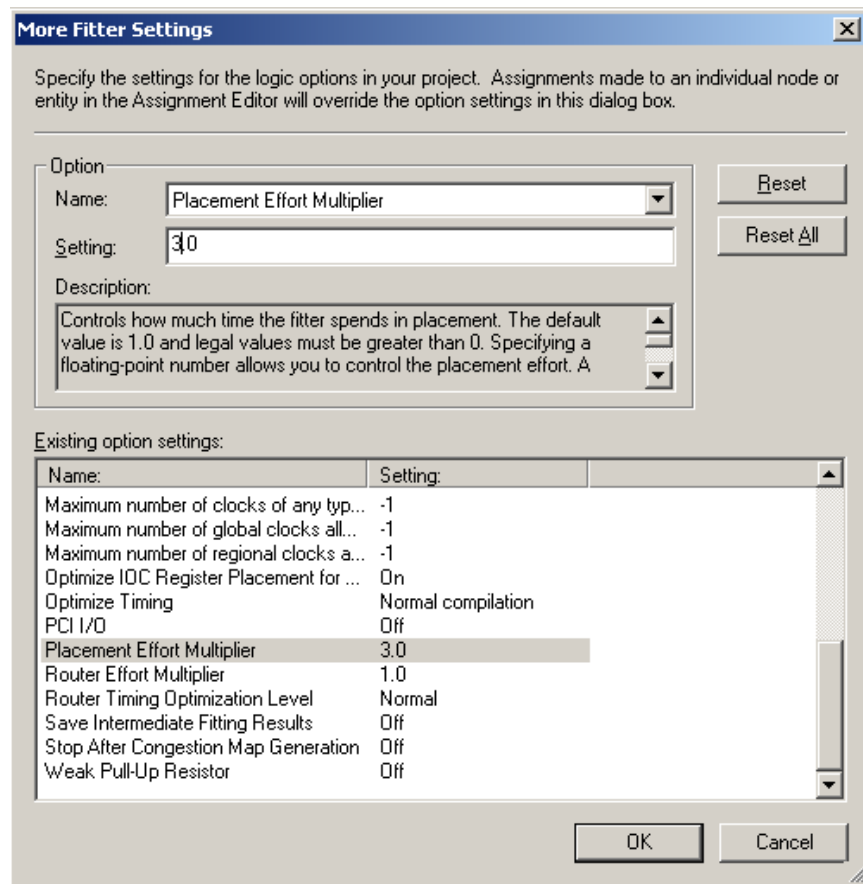 More Fitter Settings
Specify the settings for the logic options in your project. Assignments made to an individual node or
entity in the Assignment Editor will override the option settings in this dialog box.
Option
Name:
Placement Effort Multiplier
Reset
Setting:
3.0
Reset All
Description:
Controls how much time the fitter spends in placement. The default
value is 1.0 and legal values must be greater than 0. Specifying a
floating-point number allows you to control the placement effort. A
Existing option settings:
Name: Setting:
Maximum number of clocks of any typ... -1
Maximum number of global clocks all... -1
Maximum number of regional clocks a... -1
Optimize IOC Register Placement for ... On
Optimize Timing Normal compilation
PCI I/O Off
Placement Effort Multiplier 3.0
Router Effort Multiplier 1.0
Router Timing Optimization Level Normal
Save Intermediate Fitting Results Off
Stop After Congestion Map Generation Off
Weak Pull-Up Resistor Off
OK Cancel